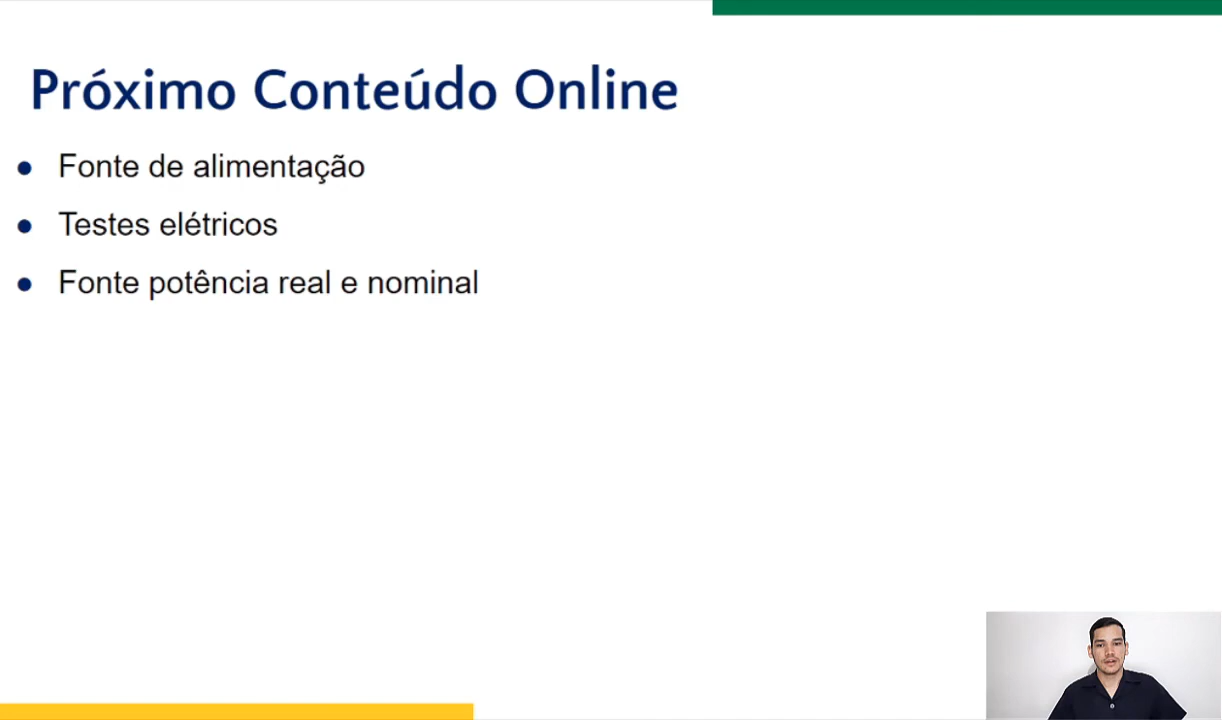 Próximo Conteúdo Online
● Fonte de alimentação
● Testes elétricos
● Fonte potência real e nominal